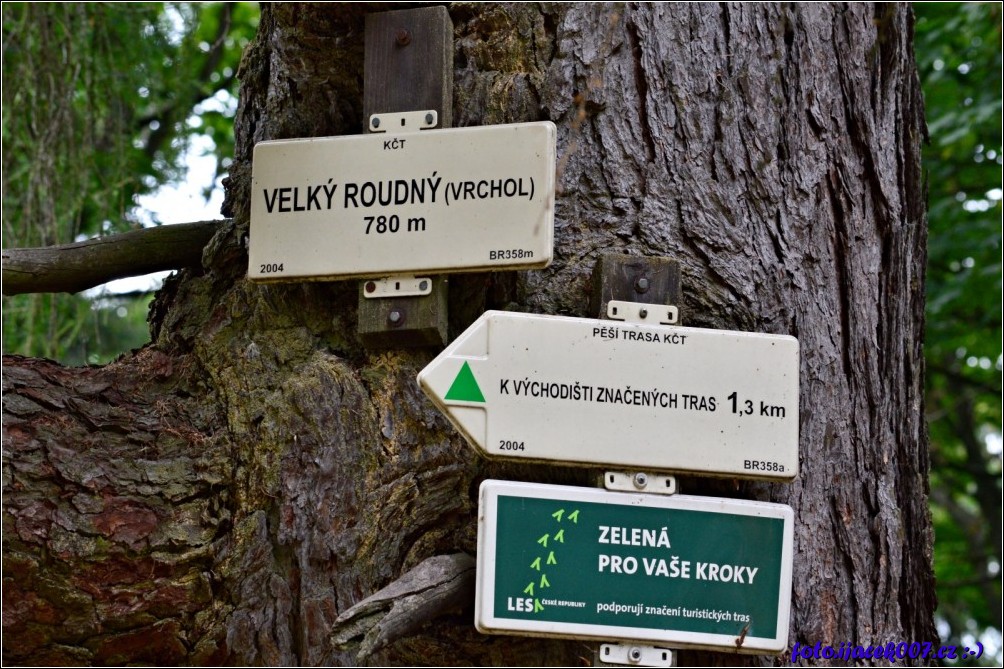 KČT
VELKÝ ROUDNÝ (VRCHOL)
780 m
2004 BR358m
PĚŠÍ TRASA KČT
K VÝCHODIŠTI ZNAČENÝCH TRAS 1,3 km
2004
BR358a
ZELENÁ
PRO VAŠE KROKY
LESY ČESKÉ REPUBLIKY podporují značení turistických tras
foto.ijacek007.cz :-)